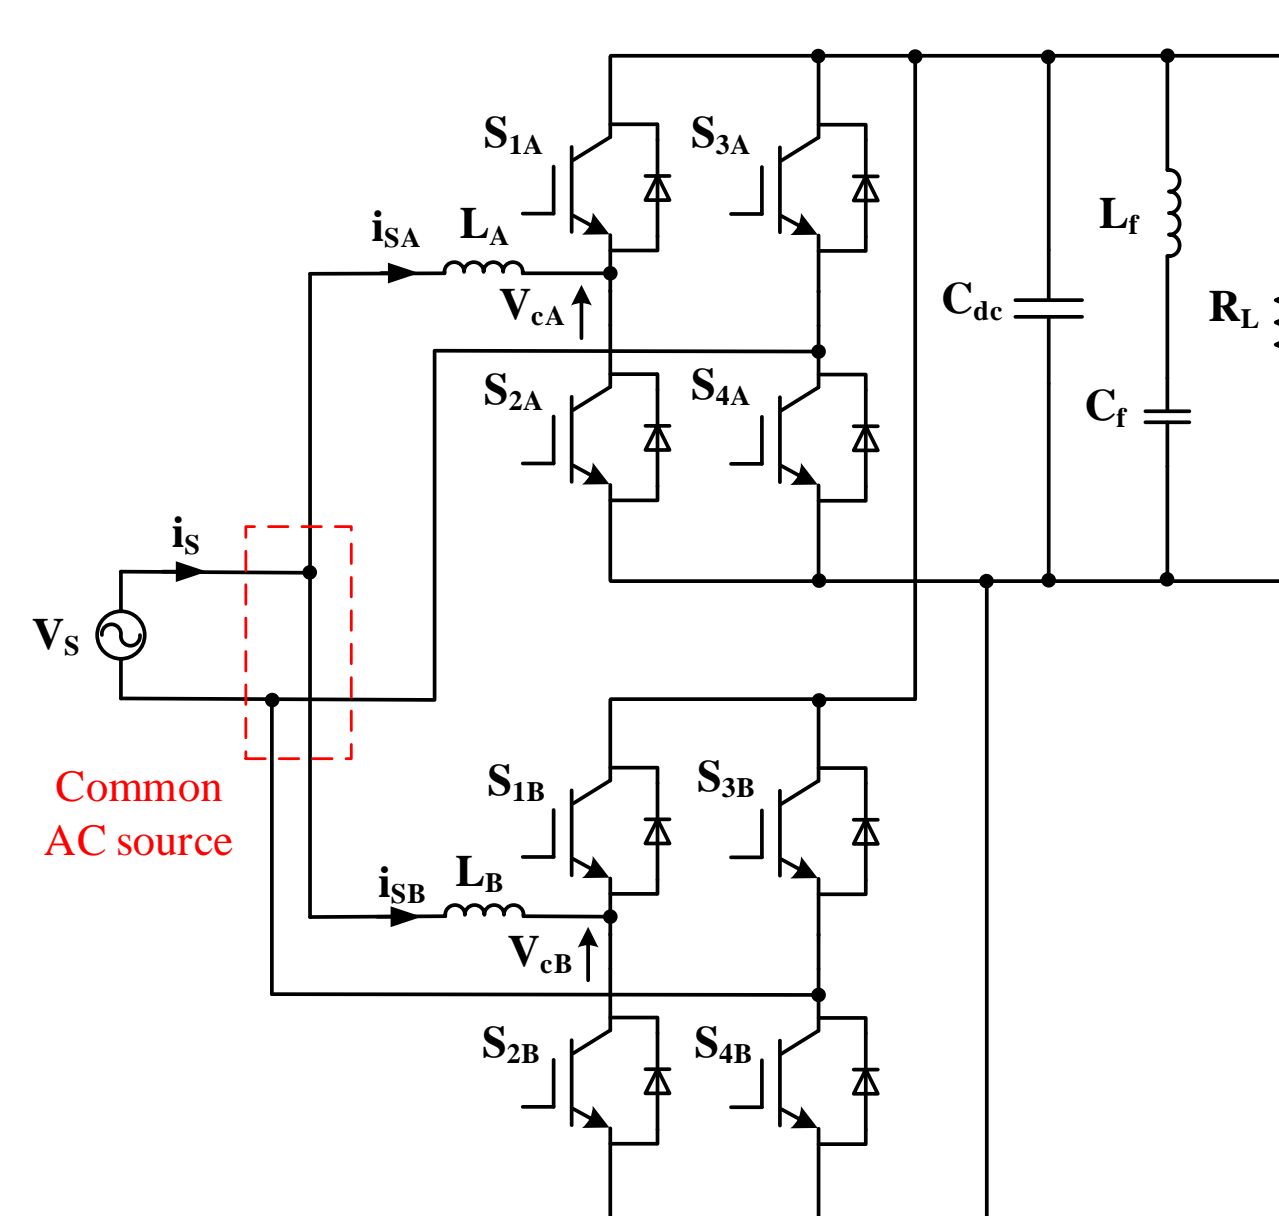 S1A
S3A
iSA
LA
Lf
VcA
Cdc
RL
S2A
S4A
Cf
iS
VS
Common
AC source
S1B
S3B
iSB
LB
VcB
S2B
S4B